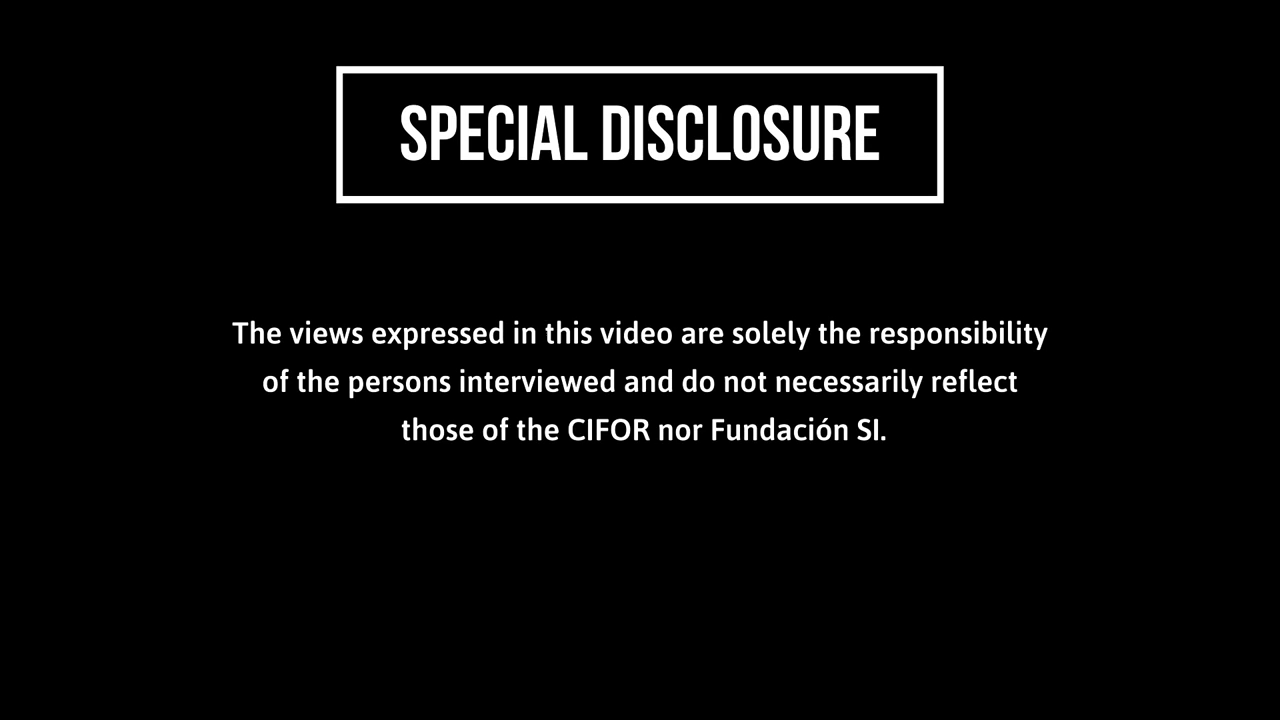 SPECIAL DISCLOSURE
The views expressed in this video are solely the responsibility
of the persons interviewed and do not necessarily reflect
those of the CIFOR nor Fundación SI.